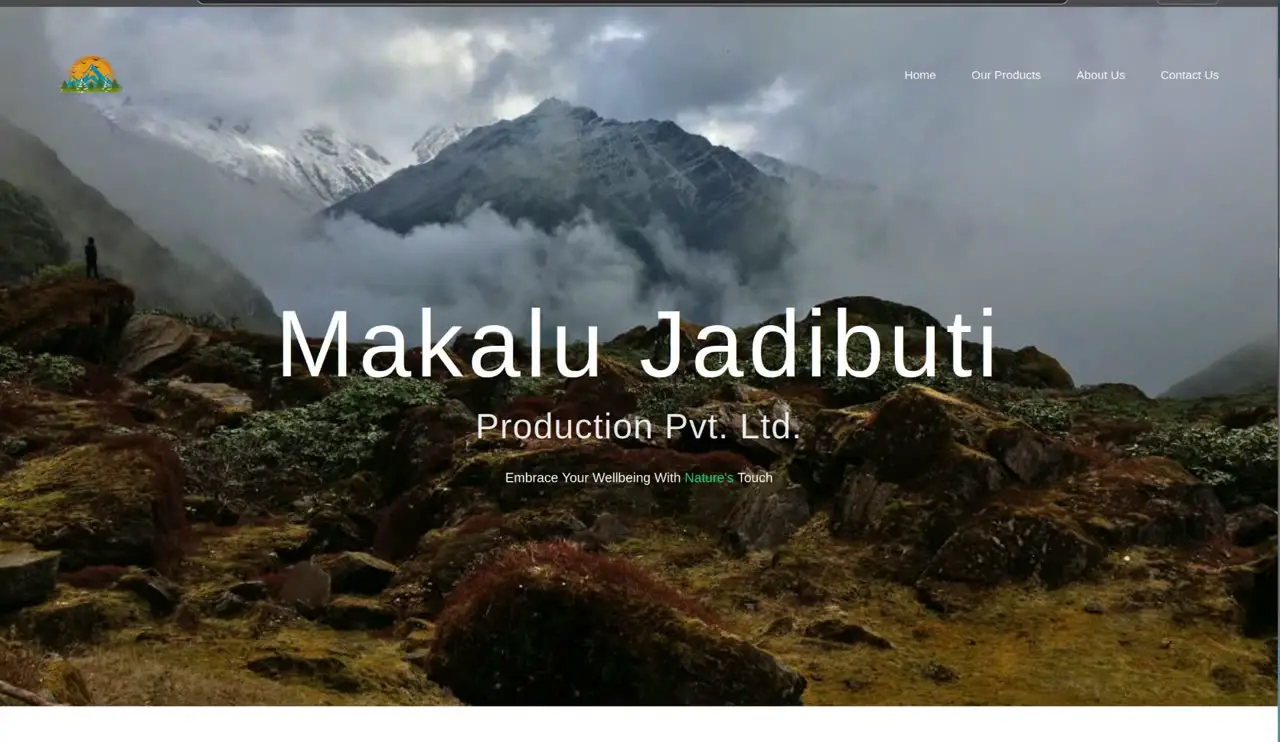 Home
Our Products
About Us
Contact Us
Makalu Jadibuti
Production Pvt. Ltd.
Embrace Your Wellbeing With Nature's Touch